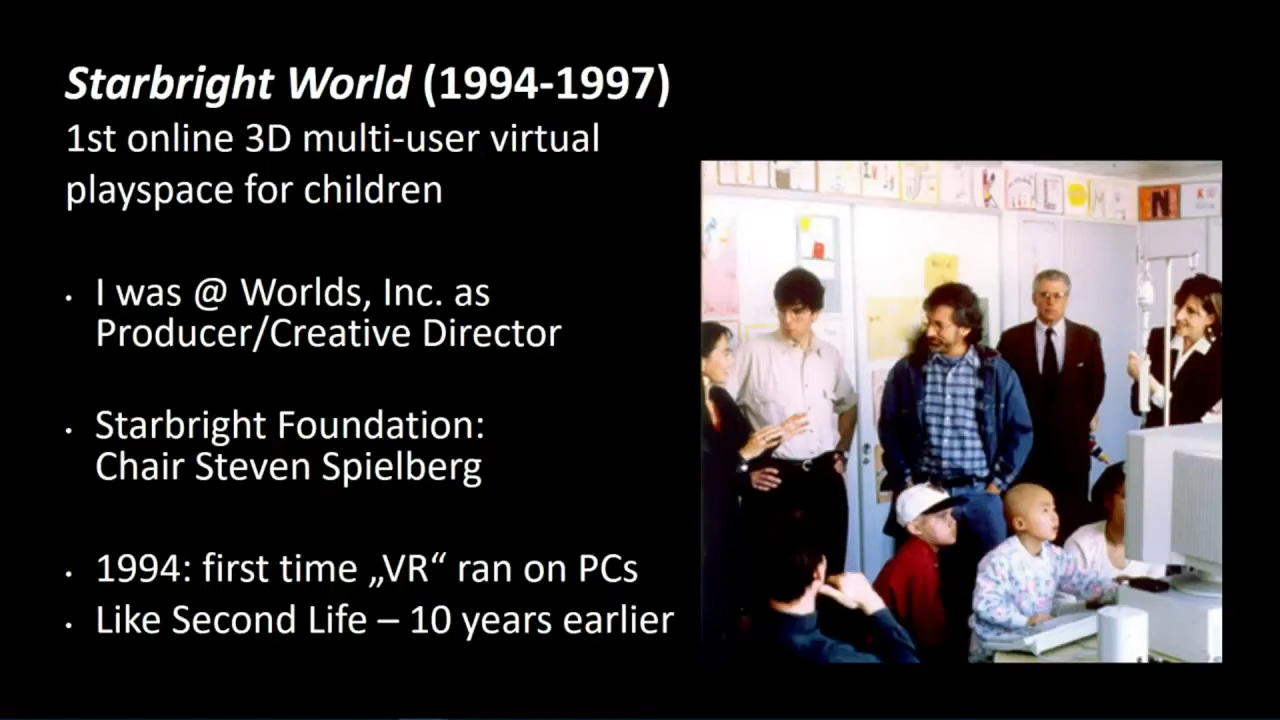 Starbright World (1994-1997)
1st online 3D multi-user virtual
playspace for children
• I was @ Worlds, Inc. as
Producer/Creative Director
• Starbright Foundation:
Chair Steven Spielberg
• 1994: first time „VR“ ran on PCs
• Like Second Life – 10 years earlier
K
L
O
M
N
K